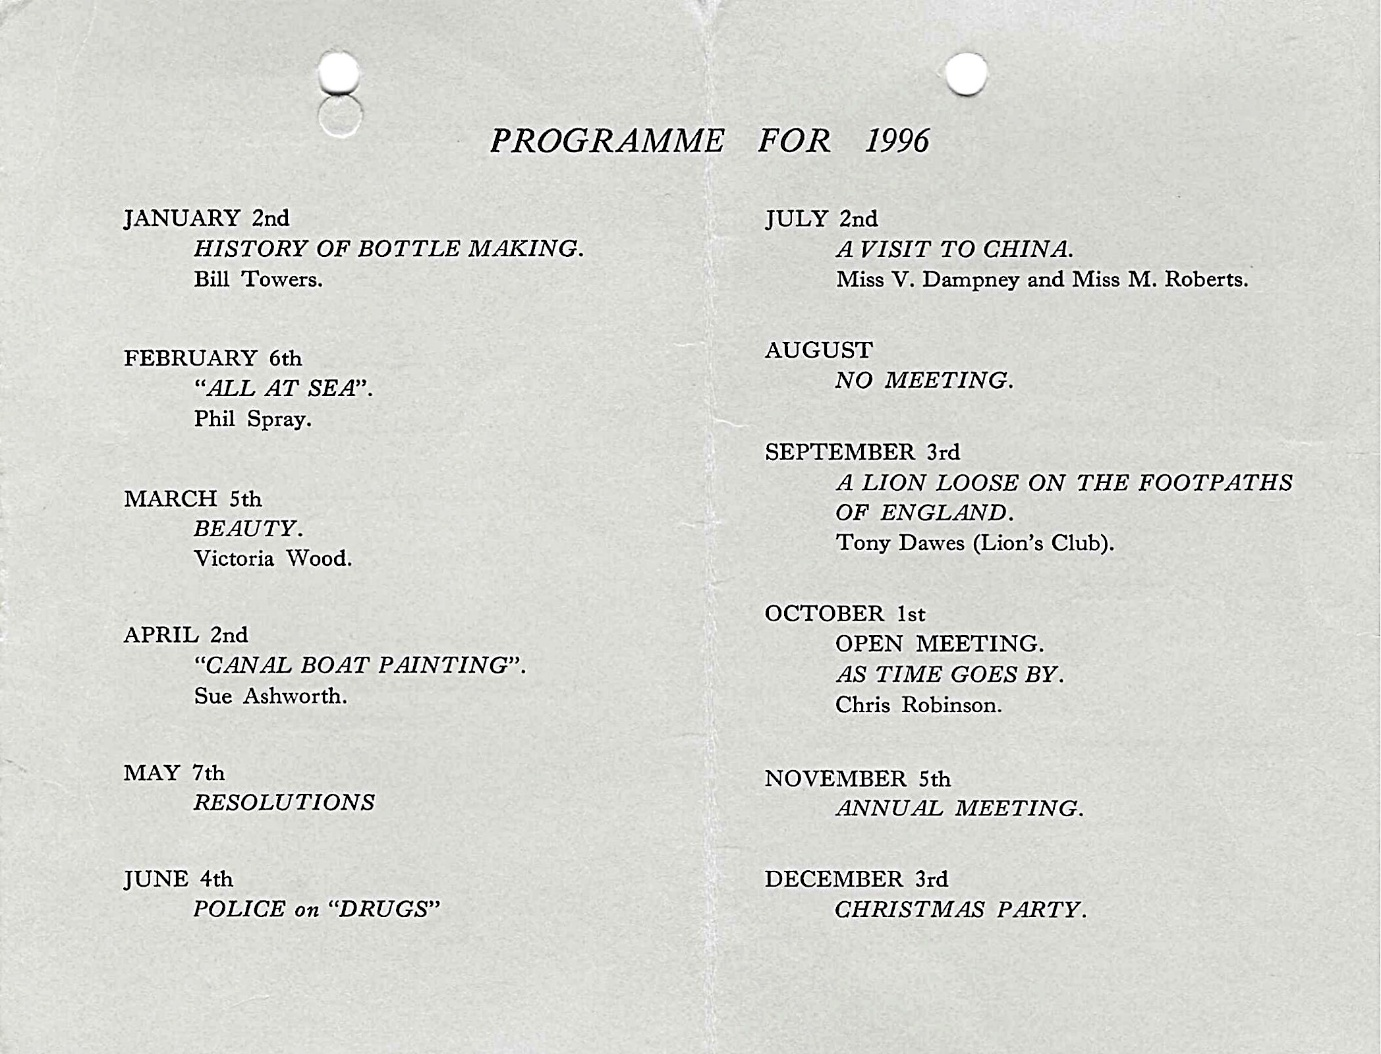 PROGRAMME FOR 1996
JANUARY 2nd
HISTORY OF BOTTLE MAKING.
Bill Towers.
FEBRUARY 6th
“ALL AT SEA”.
Phil Spray.
MARCH 5th
BEAUTY.
Victoria Wood.
APRIL 2nd
“CANAL BOAT PAINTING”.
Sue Ashworth.
MAY 7th
RESOLUTIONS
JUNE 4th
POLICE on “DRUGS”
JULY 2nd
A VISIT TO CHINA.
Miss V. Dampney and Miss M. Roberts.
AUGUST
NO MEETING.
SEPTEMBER 3rd
A LION LOOSE ON THE FOOTPATHS
OF ENGLAND.
Tony Dawes (Lion’s Club).
OCTOBER 1st
OPEN MEETING.
AS TIME GOES BY.
Chris Robinson.
NOVEMBER 5th
ANNUAL MEETING.
DECEMBER 3rd
CHRISTMAS PARTY.